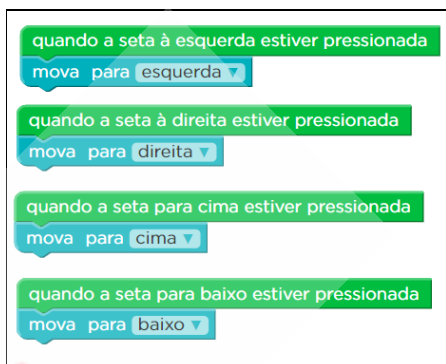 quando a seta à esquerda estiver pressionada
mova para esquerda
quando a seta à direita estiver pressionada
mova para direita
quando a seta para cima estiver pressionada
mova para cima
quando a seta para baixo estiver pressionada
mova para baixo